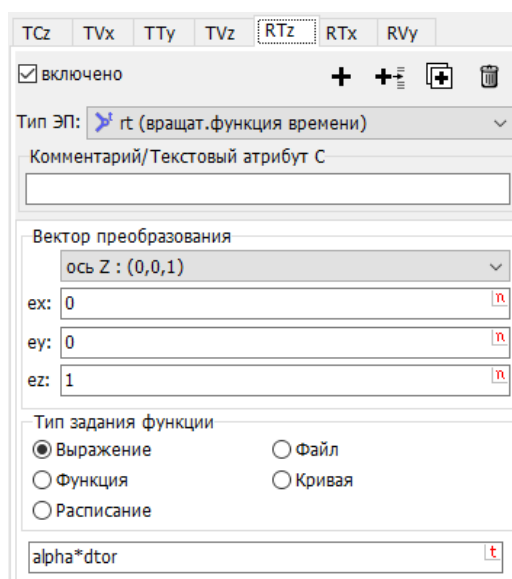 TCz TVx TTy TVz RTz RTx RVy
включено
Тип ЭП: rt (вращат.функция времени)
Комментарий/Текстовый атрибут C
Вектор преобразования
ось Z : (0,0,1)
ex: 0 n
ey: 0 n
ez: 1 n
Тип задания функции
Выражение Файл
Функция Кривая
Расписание
alpha*dtor t